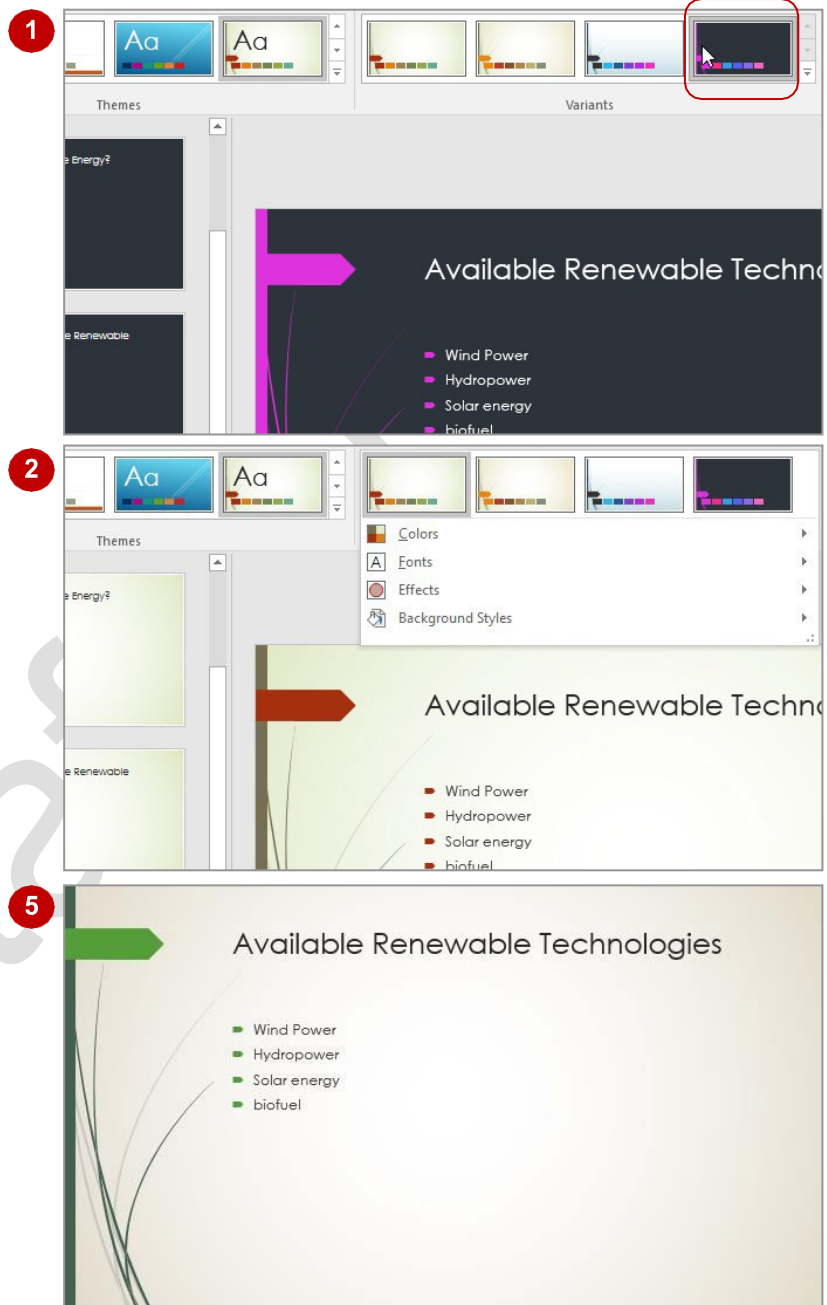 1
Aa
Aa
Themes
Variants
e Energy?
e Renewable
Available Renewable Techno
Wind Power
Hydropower
Solar energy
biofuel
2
Aa
Aa
Themes
Colors
A Fonts
Effects
Background Styles
e Energy?
e Renewable
Available Renewable Techno
Wind Power
Hydropower
Solar energy
biofuel
5
Available Renewable Technologies
Wind Power
Hydropower
Solar energy
biofuel